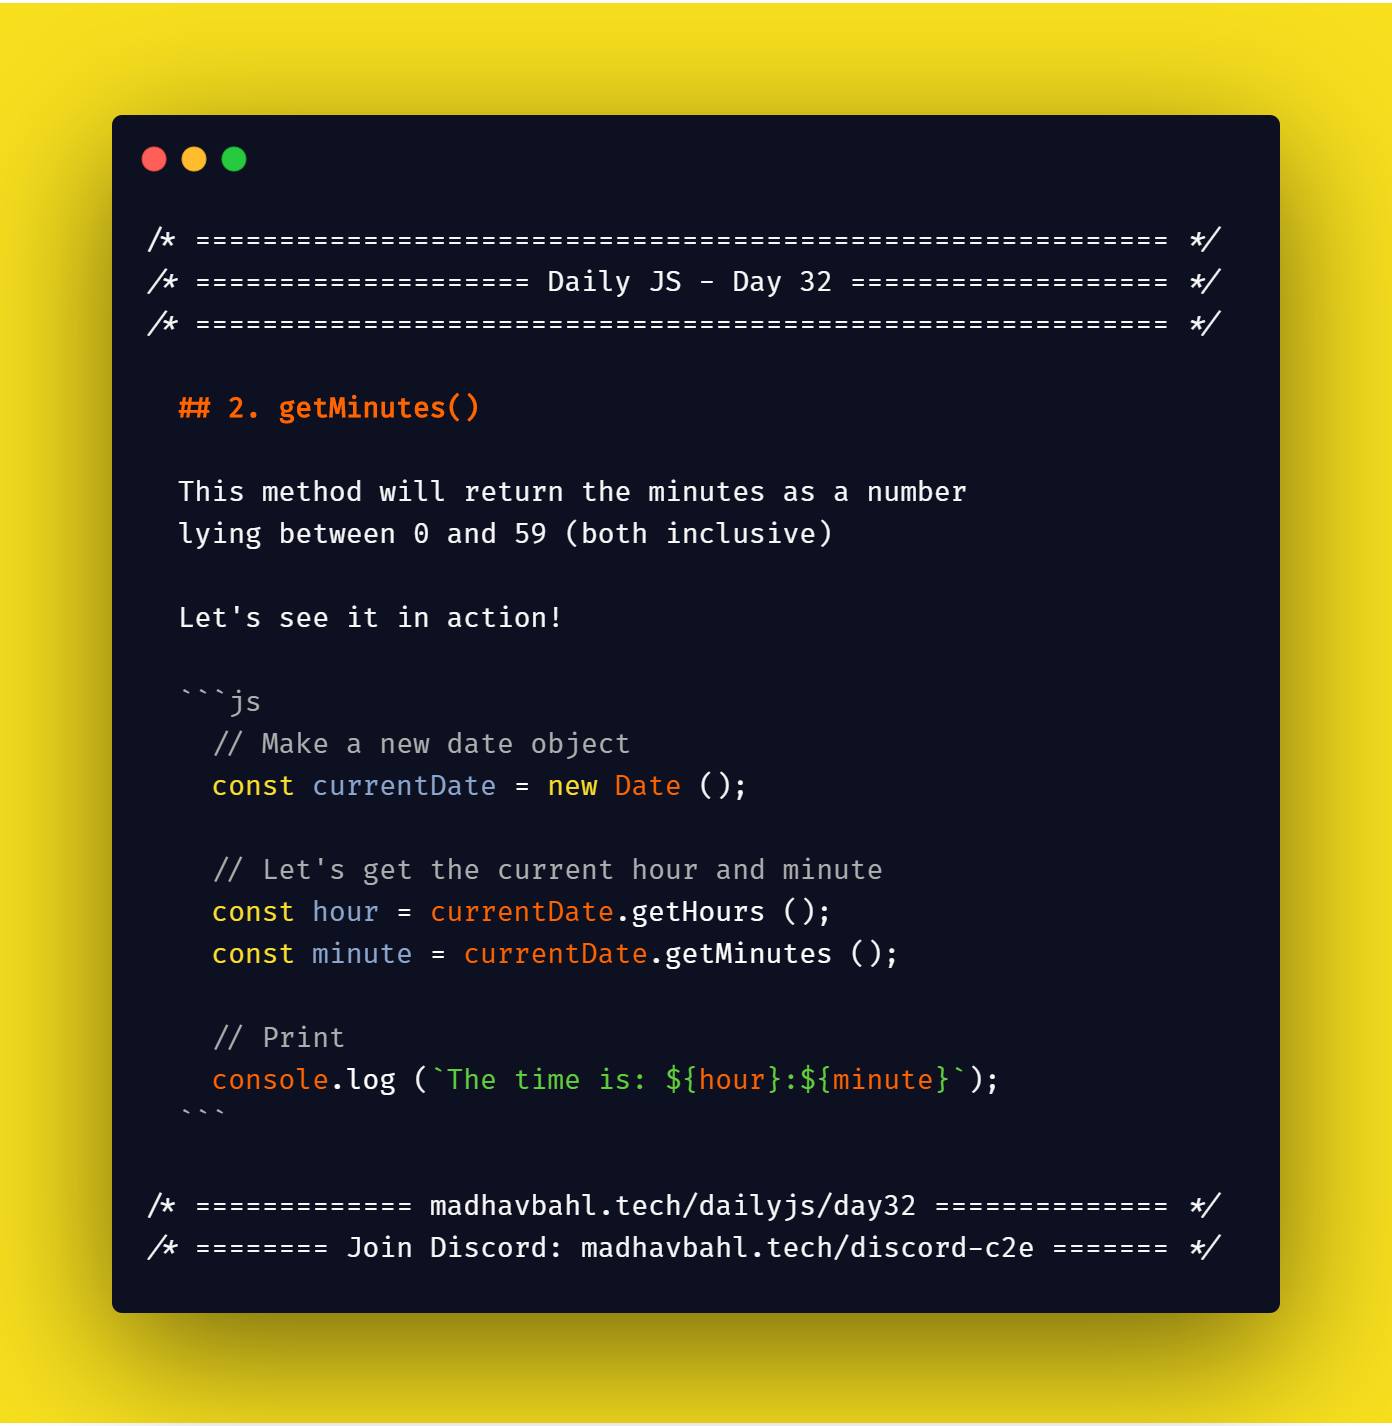 /* ========================================================== */
/* ==================== Daily JS - Day 32 =================== */
/* ========================================================== */
## 2. getMinutes()
This method will return the minutes as a number
lying between 0 and 59 (both inclusive)
Let's see it in action!
```js
// Make a new date object
const currentDate = new Date ();
// Let's get the current hour and minute
const hour = currentDate.getHours ();
const minute = currentDate.getMinutes ();
// Print
console.log (`The time is: ${hour}:${minute}`);
```
/* ============= madhavbahl.tech/dailyjs/day32 ============== */
/* ======== Join Discord: madhavbahl.tech/discord-c2e ======= */